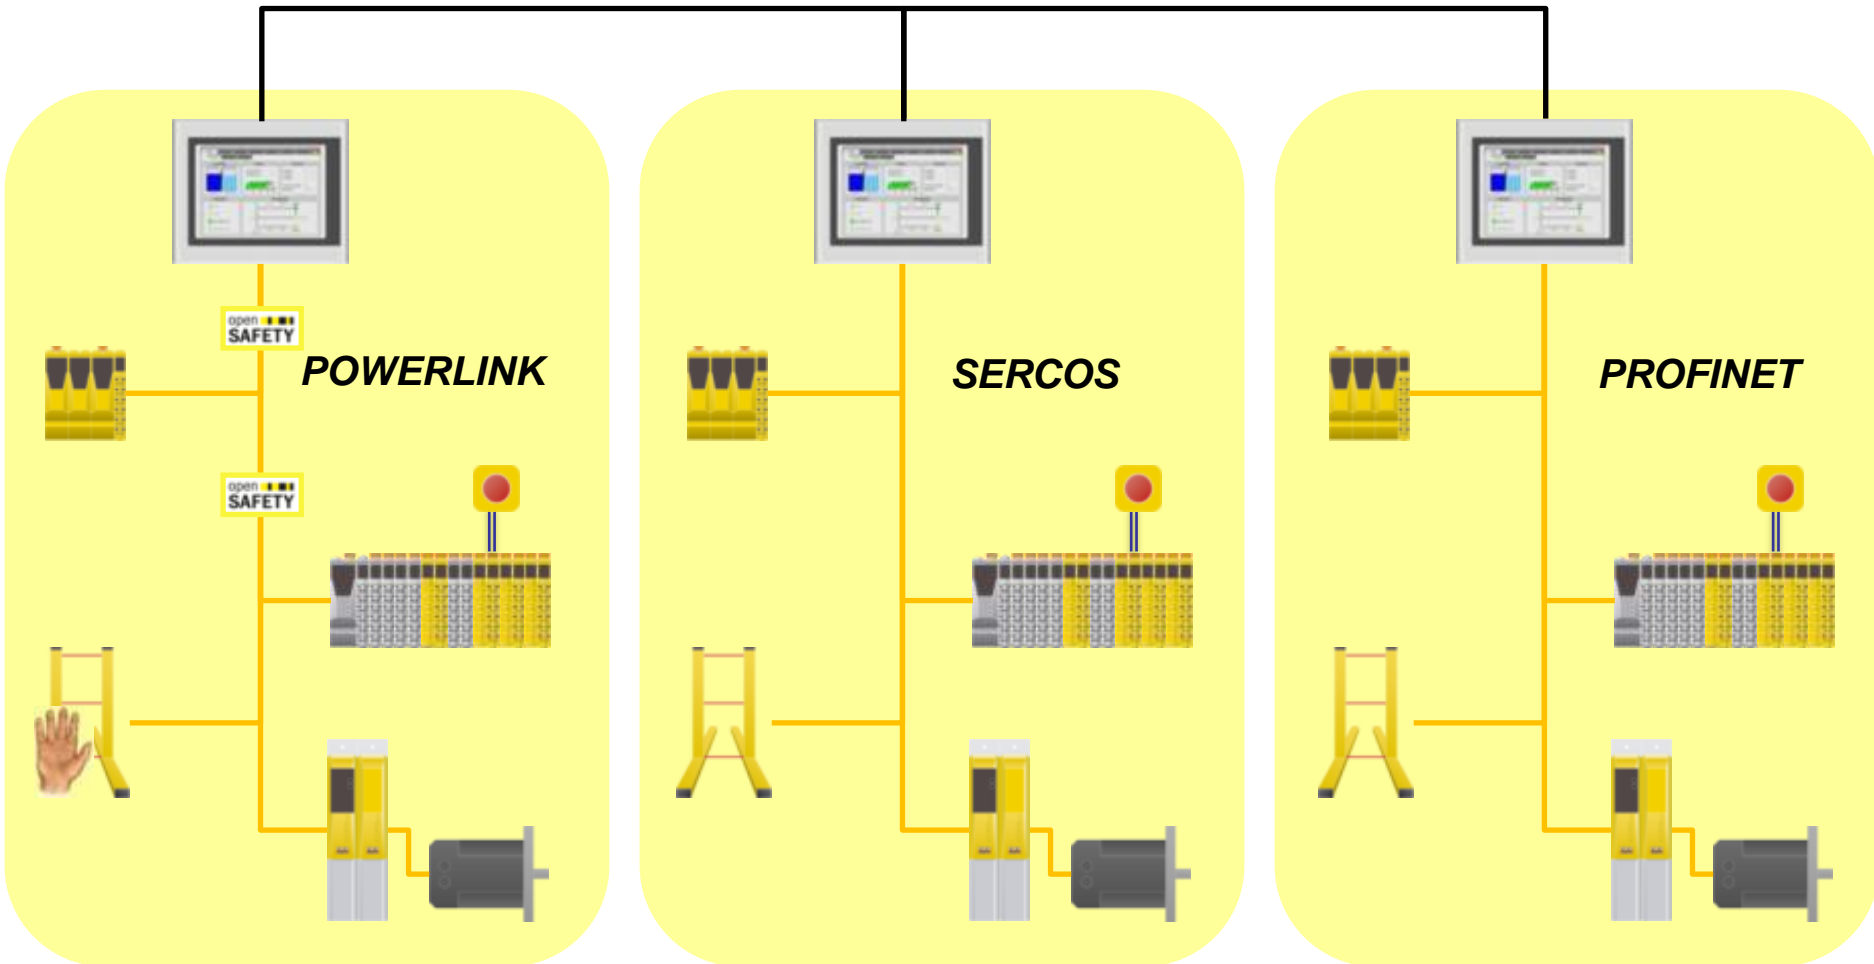 open
SAFETY
POWERLINK
SERCOS
PROFINET
open
SAFETY